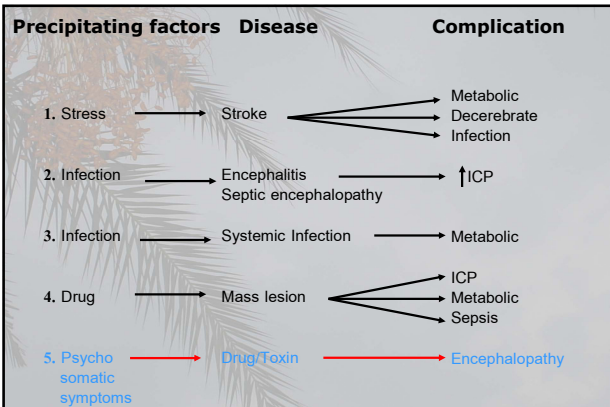 Precipitating factors Disease Complication
Metabolic
1. Stress Stroke Decerebrate
Infection
2. Infection Encephalitis ↑ICP
Septic encephalopathy
3. Infection Systemic Infection Metabolic
ICP
4. Drug Mass lesion Metabolic
Sepsis
5. Psycho Drug/Toxin Encephalopathy
somatic
symptoms